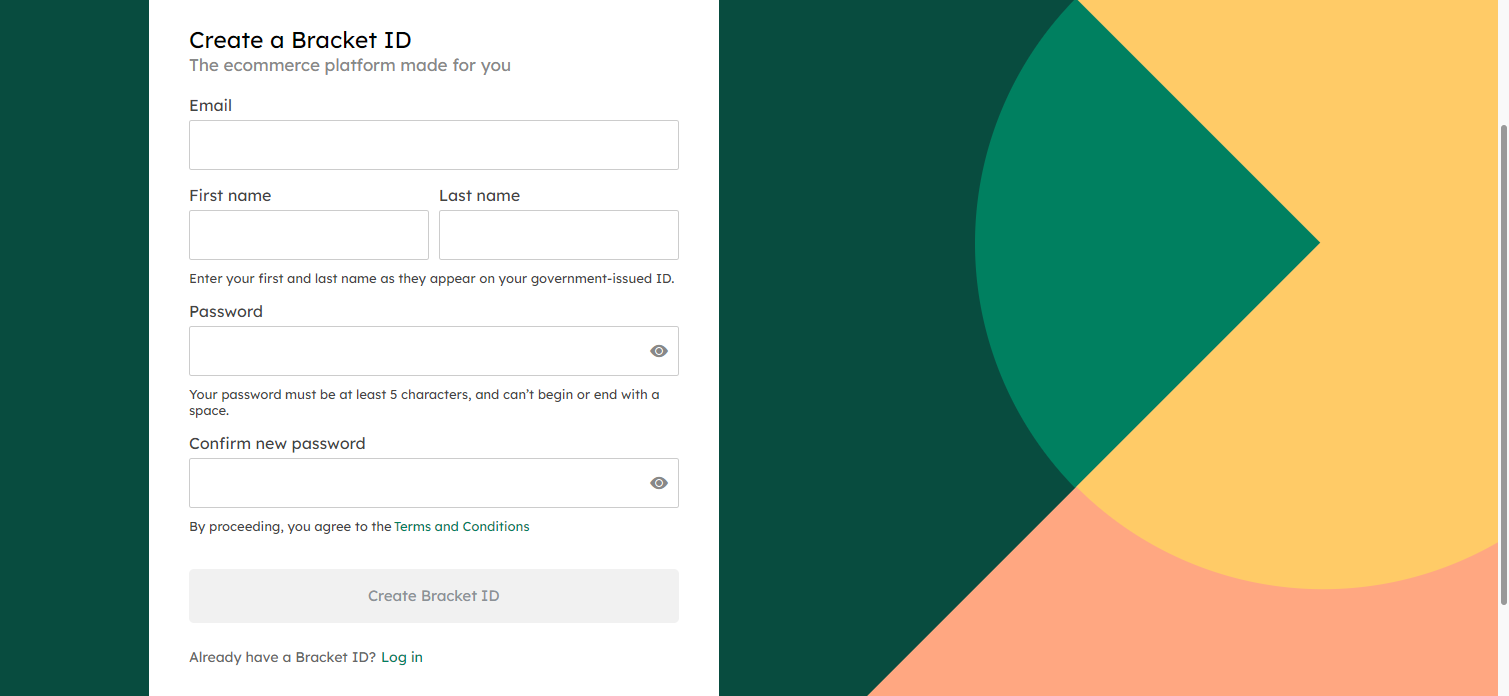 Create a Bracket ID
The ecommerce platform made for you
Email
First name Last name
Enter your first and last name as they appear on your government-issued ID.
Password
Your password must be at least 5 characters, and can’t begin or end with a
space.
Confirm new password
By proceeding, you agree to the Terms and Conditions
Create Bracket ID
Already have a Bracket ID? Log in